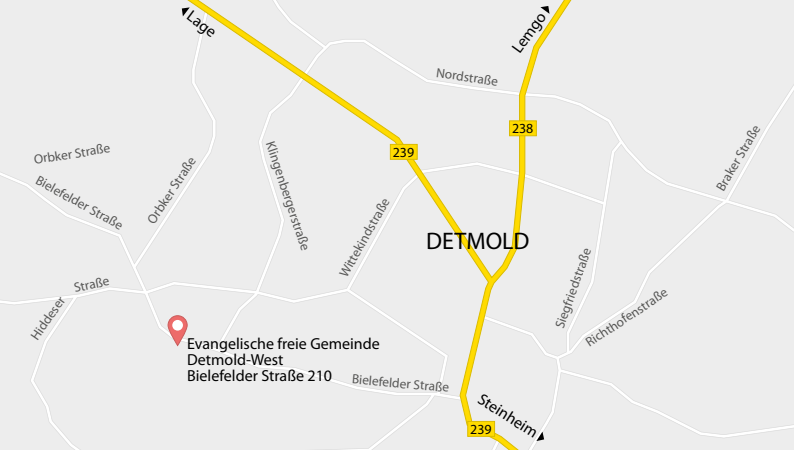 Lage
Lemgo
Nordstraße
238
239
Orbker Straße
Klingenbergerstraße
Braker Straße
Bielefelder Straße
Orbker Straße
Wittekindstraße
DETMOLD
Siegfriedstraße
Straße
Hiddeser
Richthofenstraße
Evangelische freie Gemeinde
Detmold-West
Bielefelder Straße 210
Bielefelder Straße
Steinheim
239